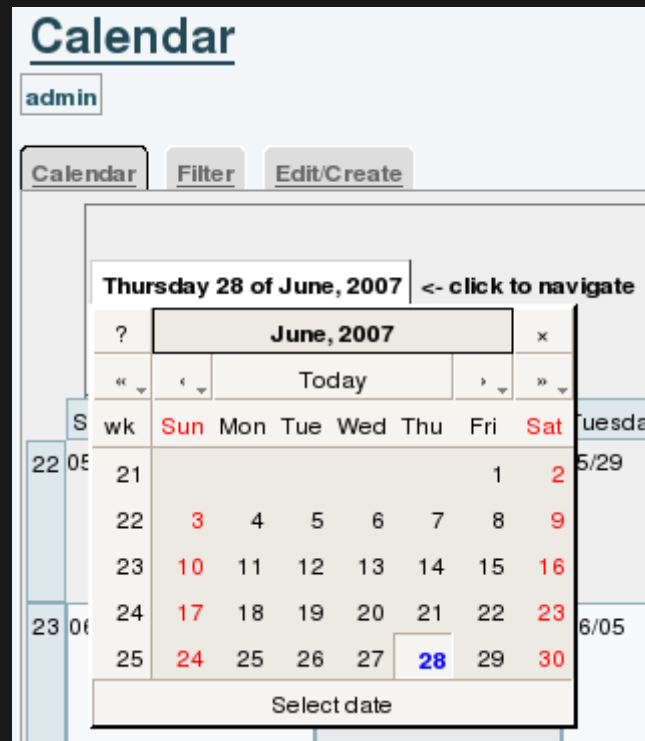 Calendar
admin
Calendar Filter Edit/Create
Thursday 28 of June, 2007 <- click to navigate
? June, 2007 ×
« ‹ Today › »
wk Sun Mon Tue Wed Thu Fri Sat
21 1 2
22 3 4 5 6 7 8 9
23 10 11 12 13 14 15 16
24 17 18 19 20 21 22 23
25 24 25 26 27 28 29 30
Select date
22
5/29
23
6/05